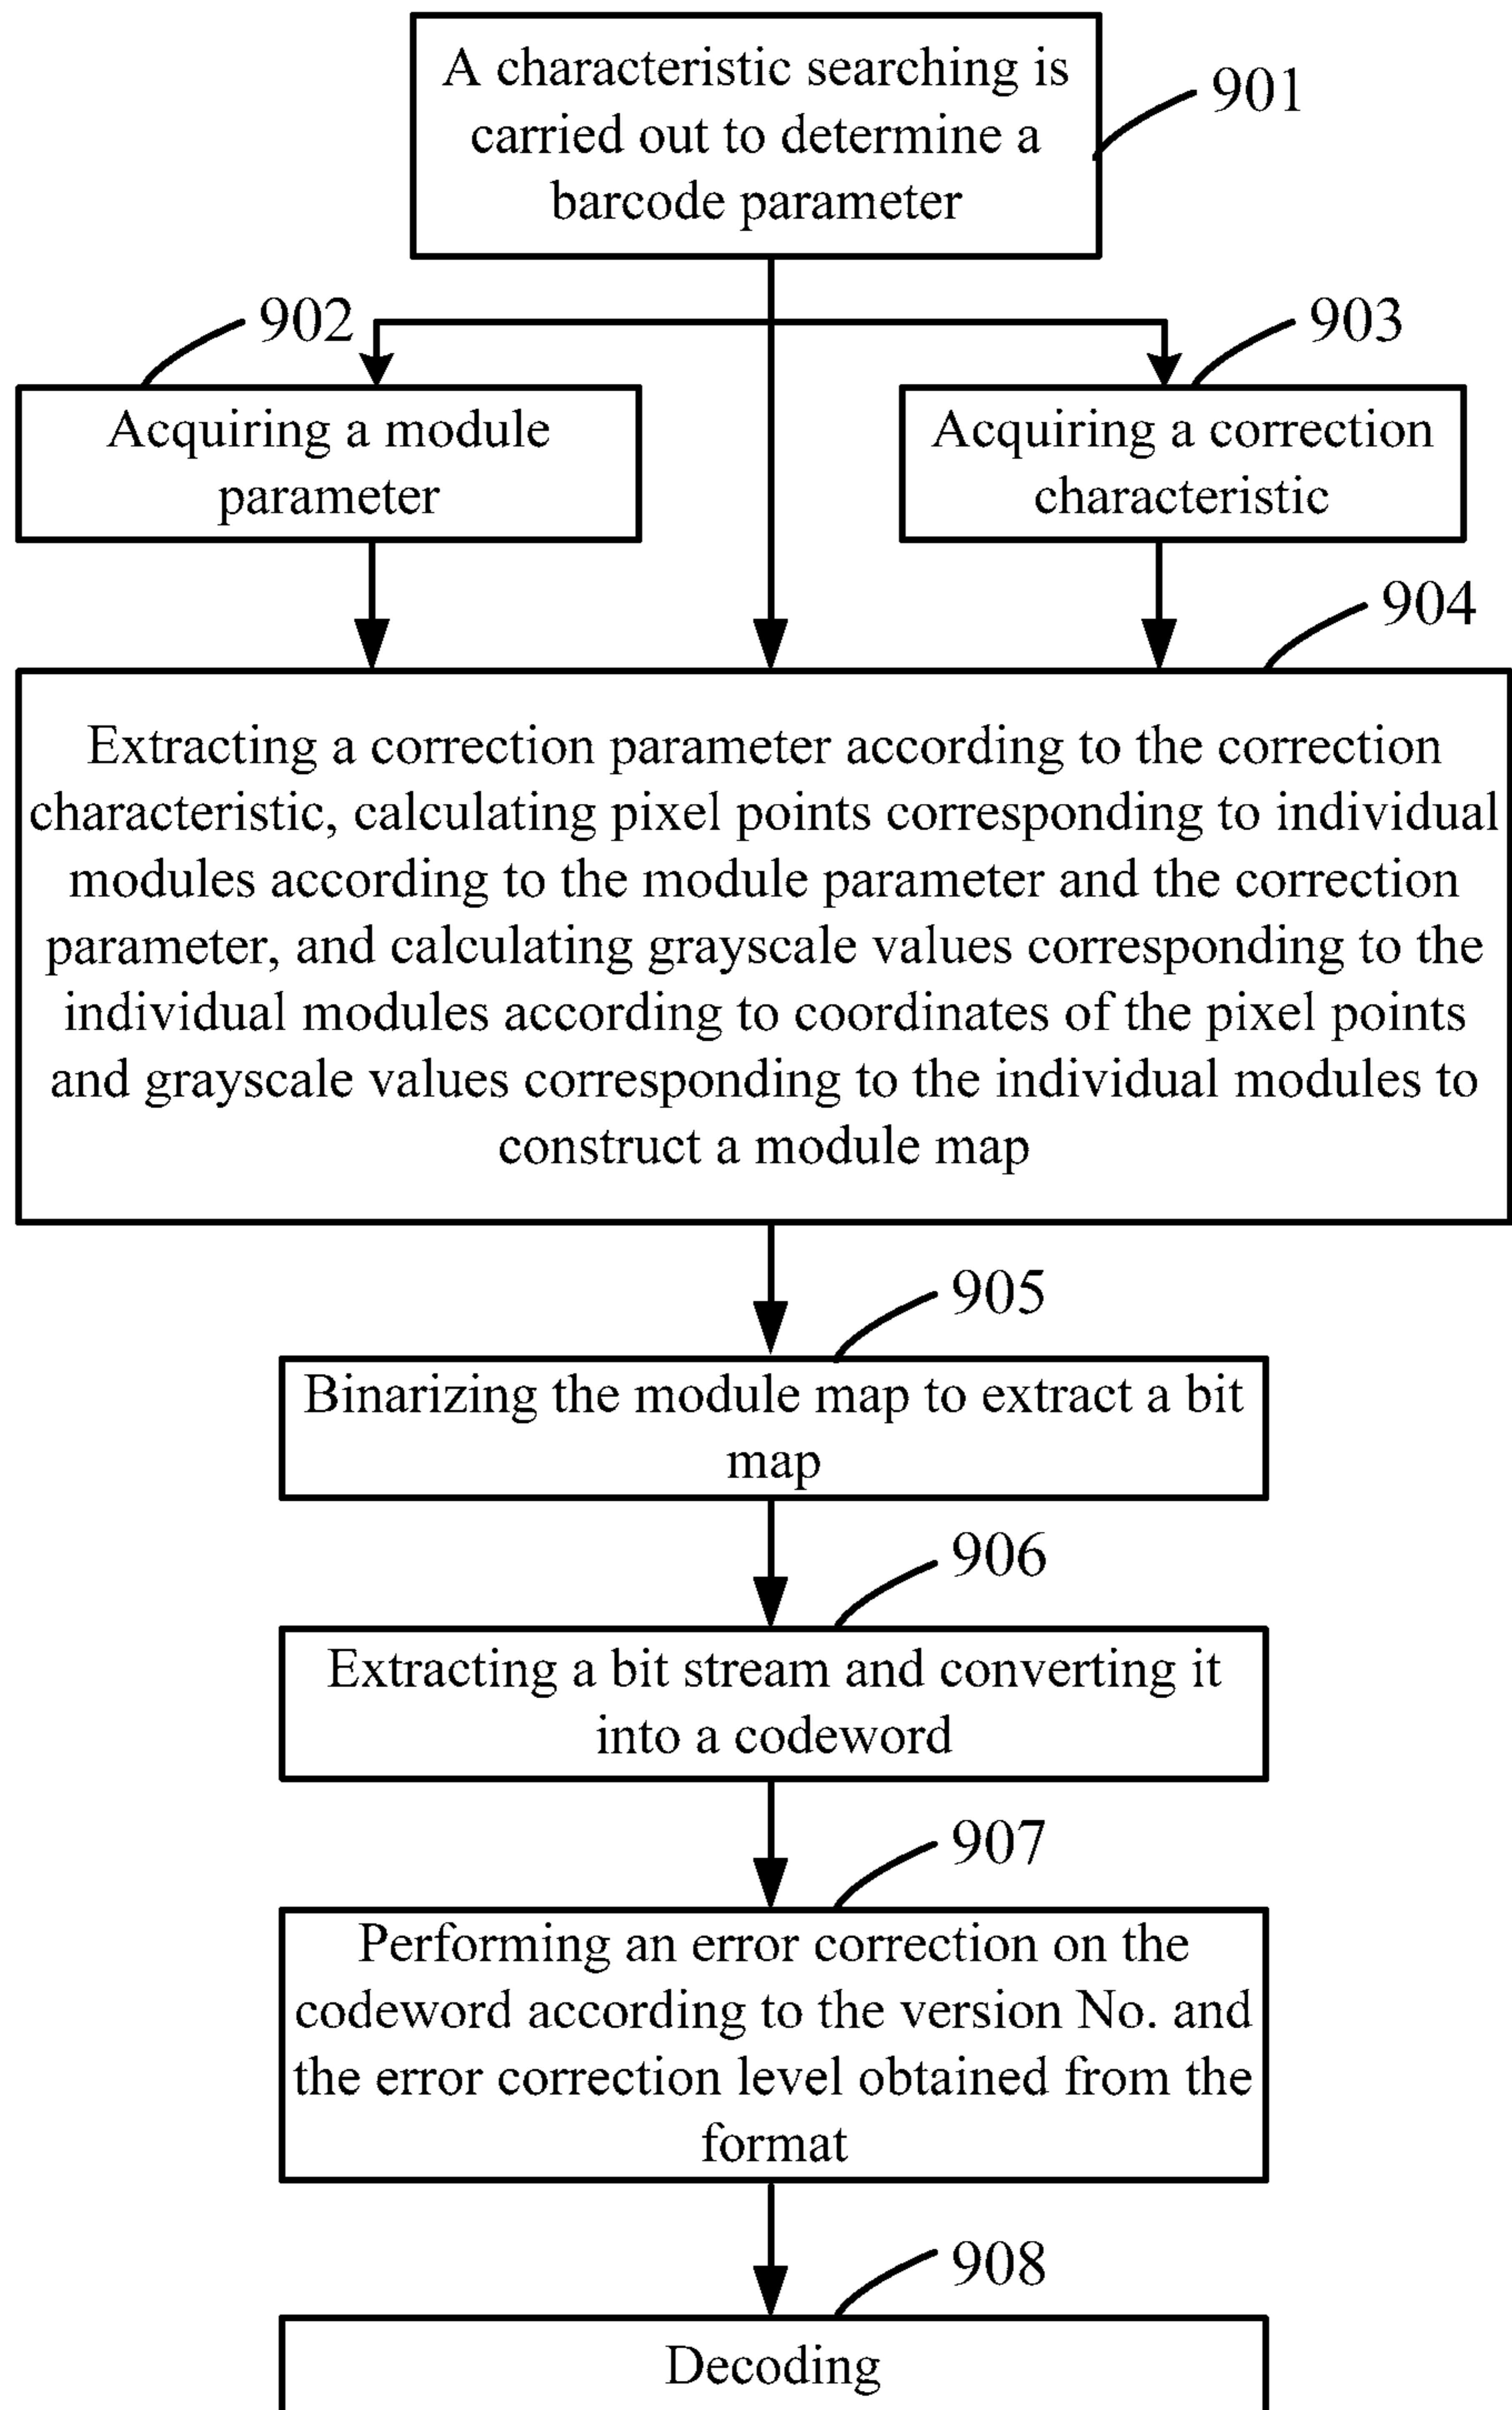 A characteristic searching is
carried out to determine a
barcode parameter
901
902
903
Acquiring a module
parameter
Acquiring a correction
characteristic
904
Extracting a correction parameter according to the correction
characteristic, calculating pixel points corresponding to individual
modules according to the module parameter and the correction
parameter, and calculating grayscale values corresponding to the
individual modules according to coordinates of the pixel points
and grayscale values corresponding to the individual modules to
construct a module map
905
Binarizing the module map to extract a bit
map
906
Extracting a bit stream and converting it
into a codeword
907
Performing an error correction on the
codeword according to the version No. and
the error correction level obtained from the
format
908
Decoding